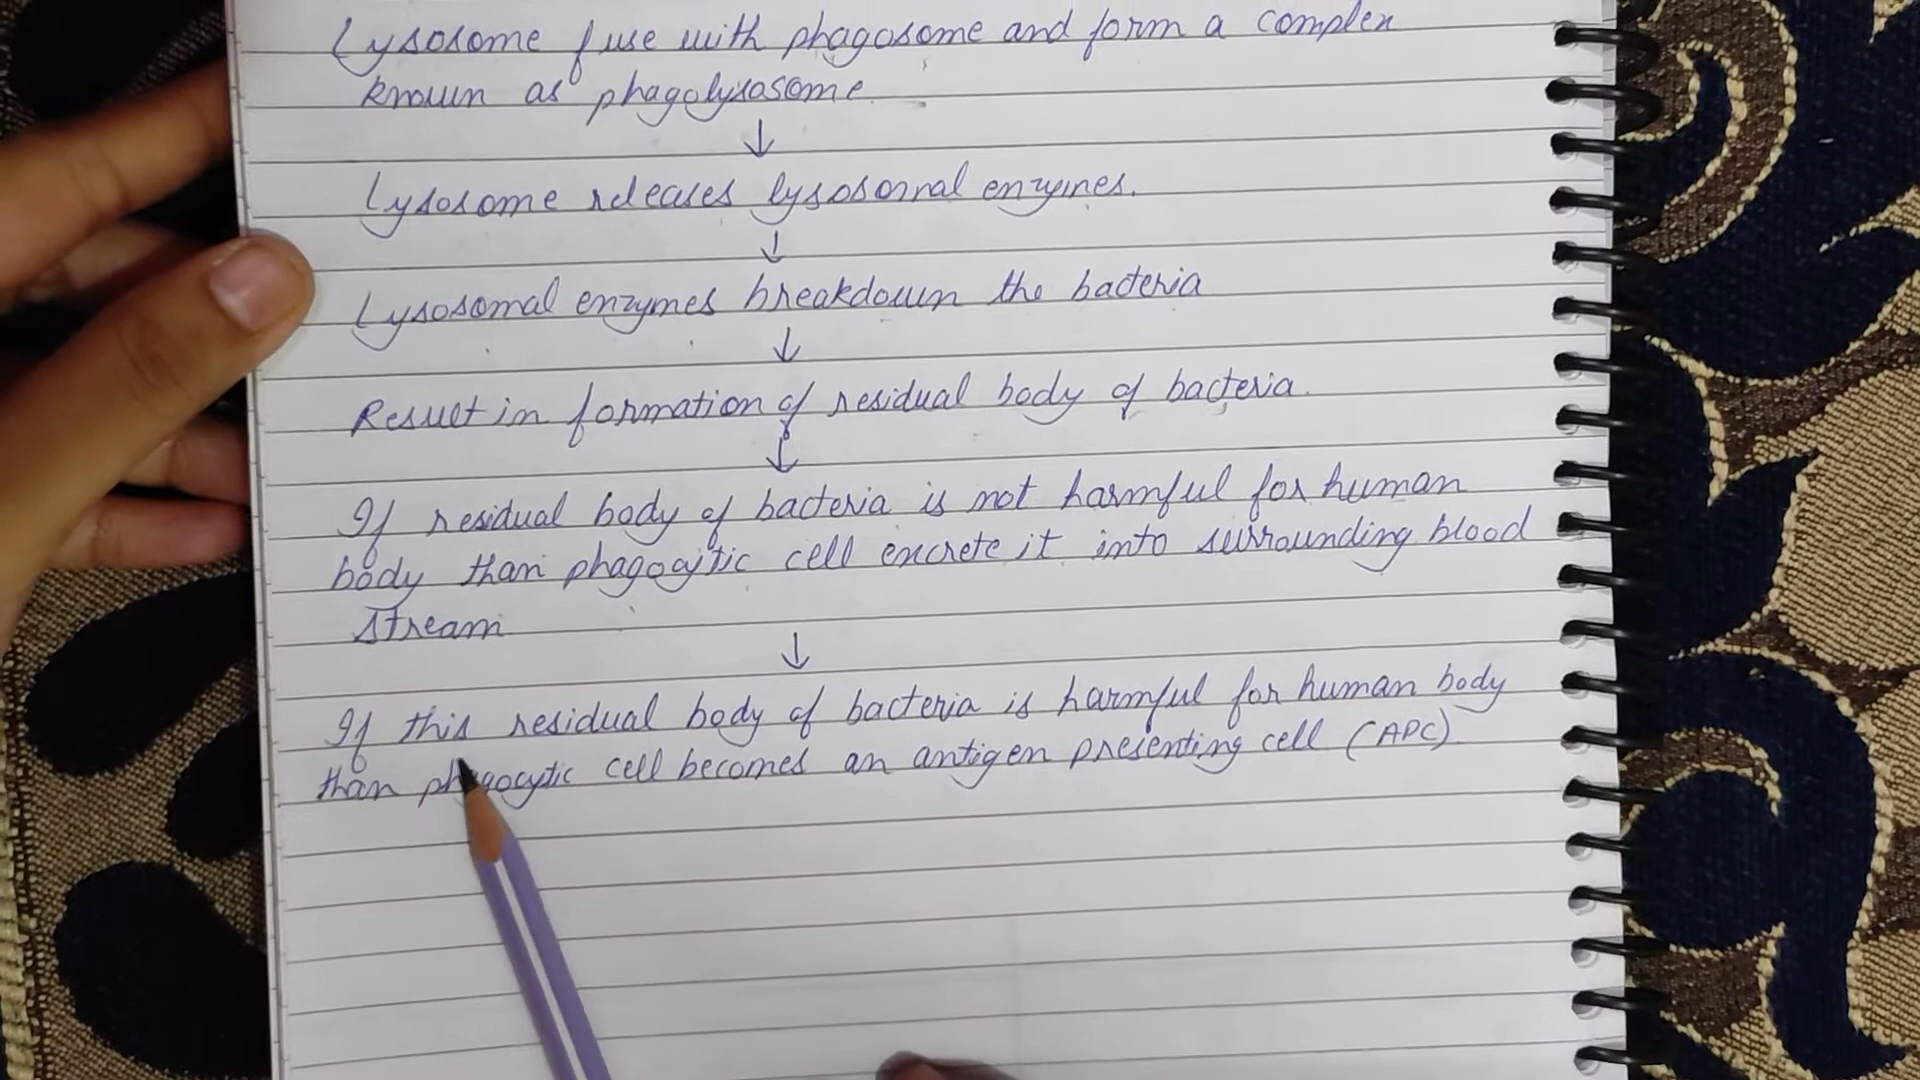 Lysosome fuse with phagosome and form a complex
known as phagolysosome
↓
Lysosome releases lysosomal enzymes.
↓
Lysosomal enzymes breakdown the bacteria
↓
Result in formation of residual body of bacteria.
↓
If residual body of bacteria is not harmful for human
body than phagocytic cell excrete it into surrounding blood
stream
↓
If this residual body of bacteria is harmful for human body
than phagocytic cell becomes an antigen presenting cell (APC)